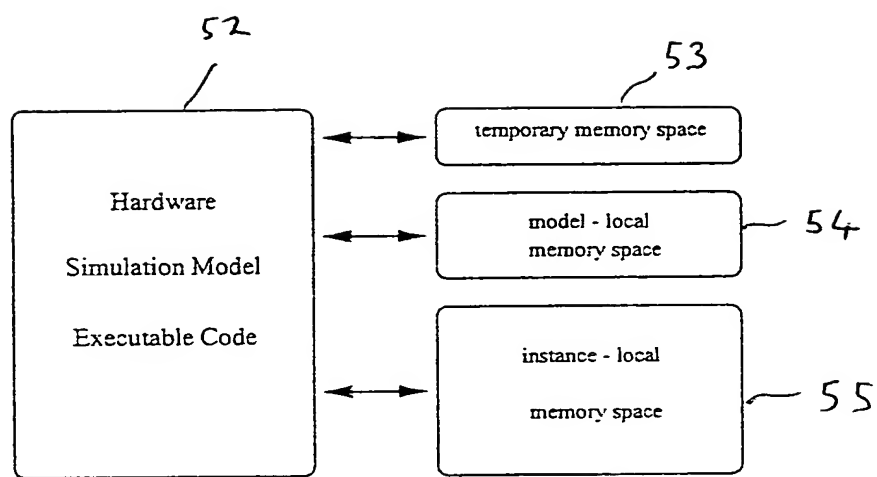 52
53
temporary memory space
Hardware
Simulation Model
Executable Code
model - local
memory space
54
instance - local
memory space
55